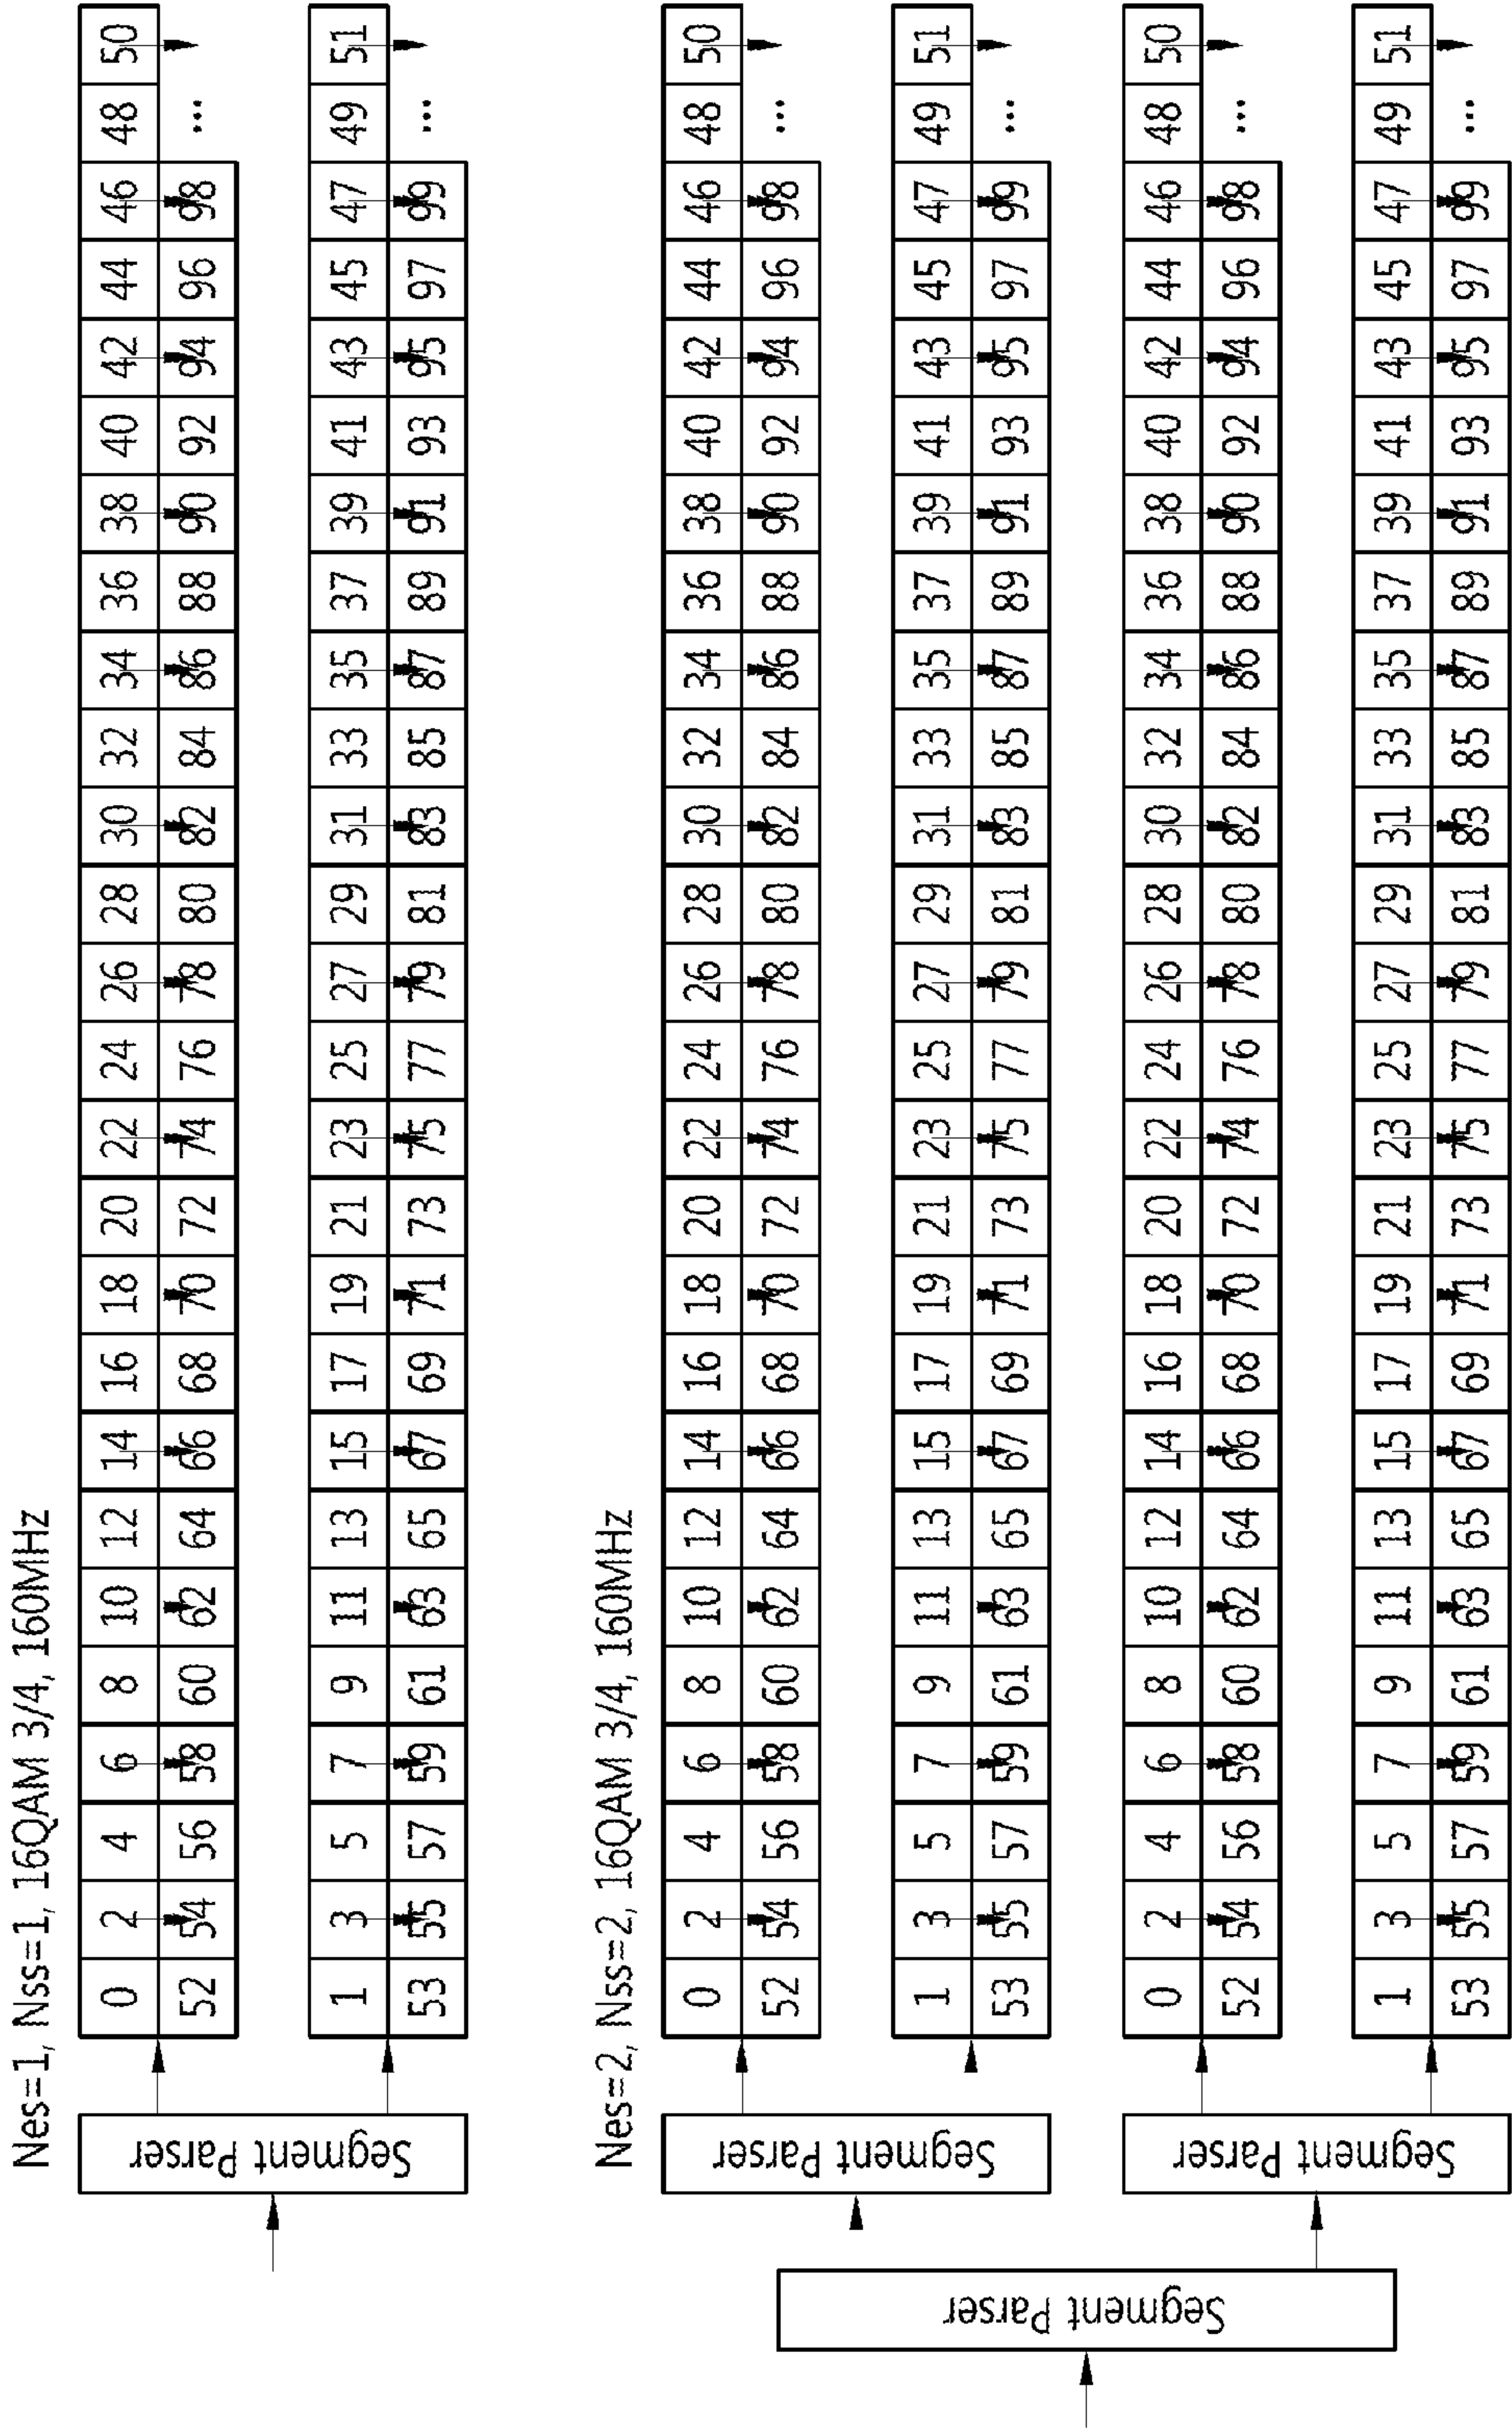 Nes=1, Nss=1, 16QAM 3/4, 160MHz
Segment Parser
0 2 4 6 8 10 12 14 16 18 20 22 24 26 28 30 32 34 36 38 40 42 44 46 48 50
52 54 56 58 60 62 64 66 68 70 72 74 76 78 80 82 84 86 88 90 92 94 96 98 ...
1 3 5 7 9 11 13 15 17 19 21 23 25 27 29 31 33 35 37 39 41 43 45 47 49 51
53 55 57 59 61 63 65 67 69 71 73 75 77 79 81 83 85 87 89 91 93 95 97 99 ...
Nes=2, Nss=2, 16QAM 3/4, 160MHz
Segment Parser
Segment Parser
0 2 4 6 8 10 12 14 16 18 20 22 24 26 28 30 32 34 36 38 40 42 44 46 48 50
52 54 56 58 60 62 64 66 68 70 72 74 76 78 80 82 84 86 88 90 92 94 96 98 ...
1 3 5 7 9 11 13 15 17 19 21 23 25 27 29 31 33 35 37 39 41 43 45 47 49 51
53 55 57 59 61 63 65 67 69 71 73 75 77 79 81 83 85 87 89 91 93 95 97 99 ...
Segment Parser
0 2 4 6 8 10 12 14 16 18 20 22 24 26 28 30 32 34 36 38 40 42 44 46 48 50
52 54 56 58 60 62 64 66 68 70 72 74 76 78 80 82 84 86 88 90 92 94 96 98 ...
1 3 5 7 9 11 13 15 17 19 21 23 25 27 29 31 33 35 37 39 41 43 45 47 49 51
53 55 57 59 61 63 65 67 69 71 73 75 77 79 81 83 85 87 89 91 93 95 97 99 ...